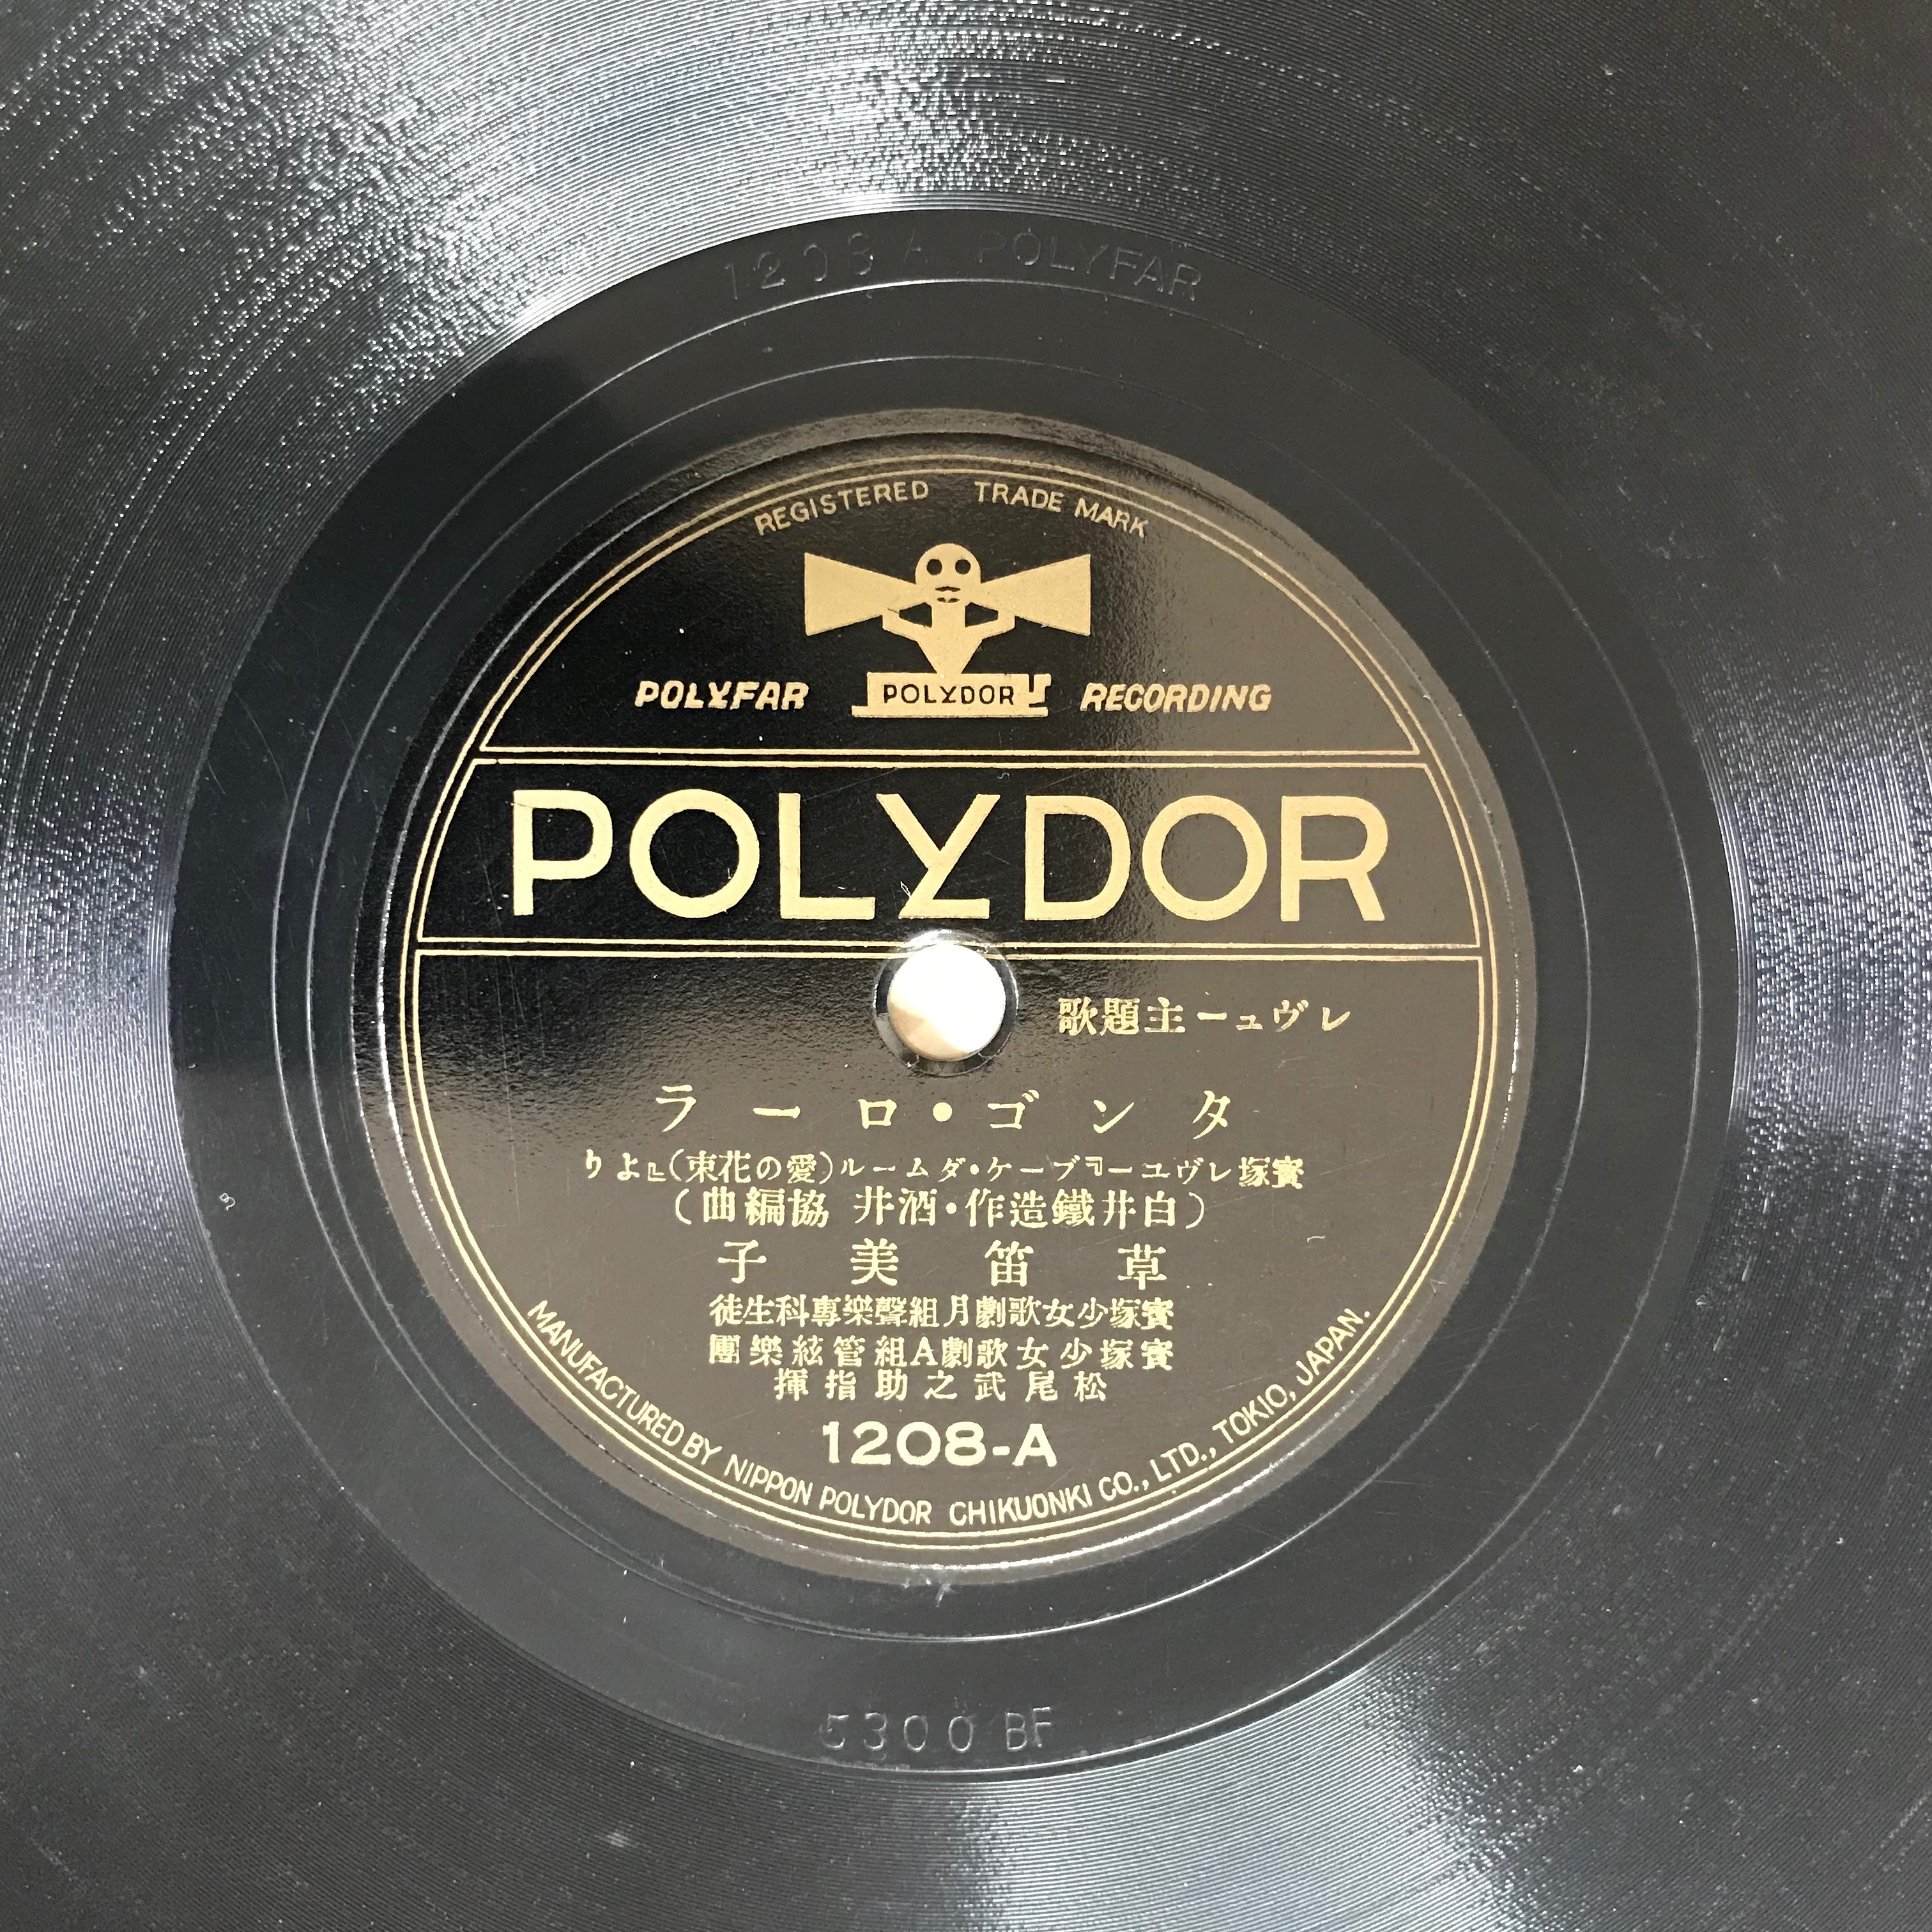 1208 A POLYFAR
REGISTERED TRADE MARK
POLYFAR POLYDOR RECORDING
POLYDOR
レヴュー主題歌
タンゴ・ローラ
寳塚レヴユー『ブーケ・ダムール(愛の花束)』より
(白井鐵造作・酒井 協編曲)
草笛美子
寳塚少女歌劇月組聲樂專科生徒
寳塚少女歌劇A組管絃樂團
松尾武之助指揮
1208-A
MANUFACTURED BY NIPPON POLYDOR CHIKUONKI CO., LTD., TOKIO, JAPAN.
5300 BF